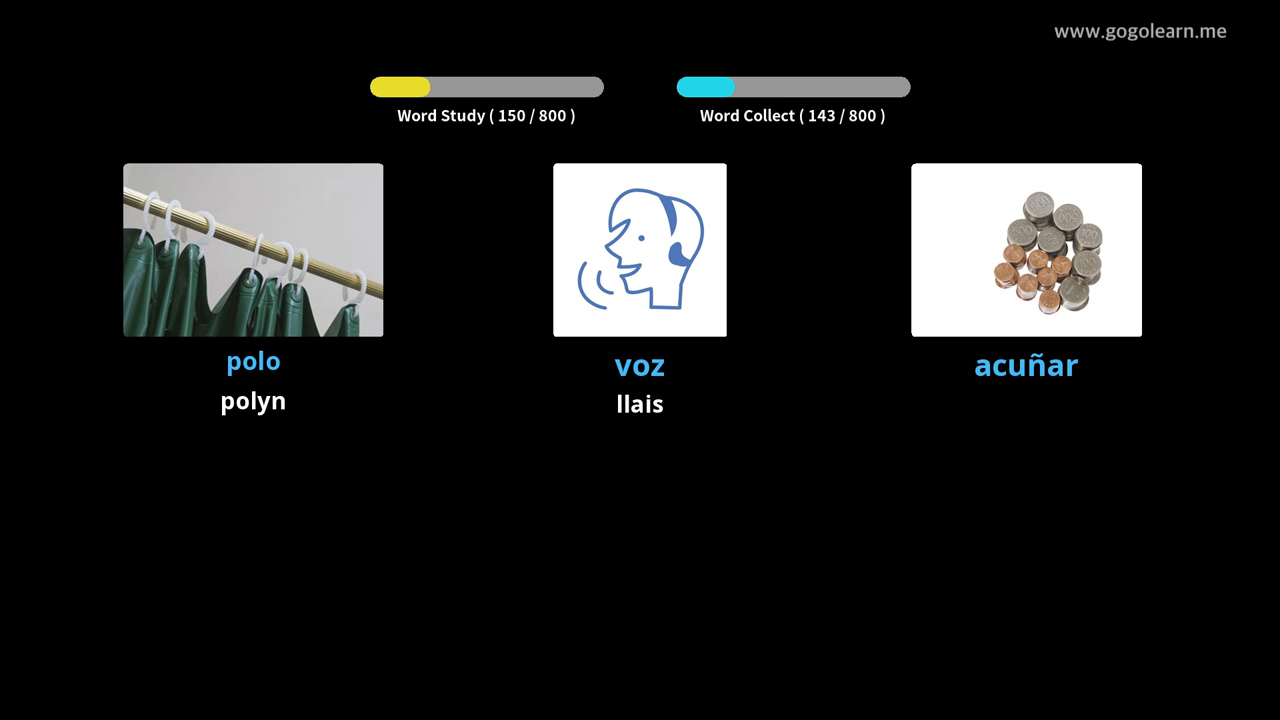 www.gogolearn.me
Word Study ( 150 / 800 )
Word Collect ( 143 / 800 )
polo
polyn
voz
llais
acuñar